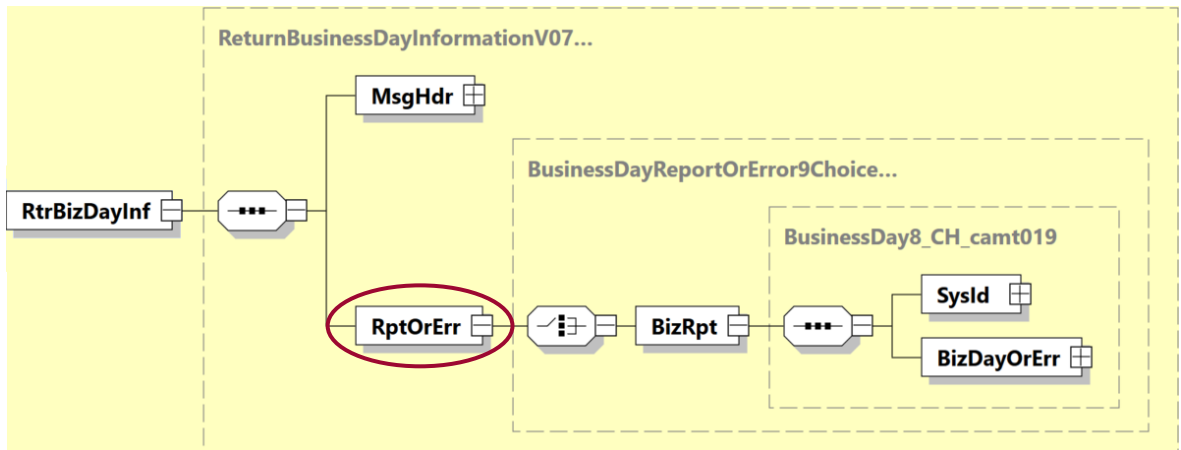 ReturnBusinessDayInformationV07...
MsgHdr
BusinessDayReportOrError9Choice...
RtrBizDayInf
BusinessDay8_CH_camt019
SysId
RptOrErr
BizRpt
BizDayOrErr